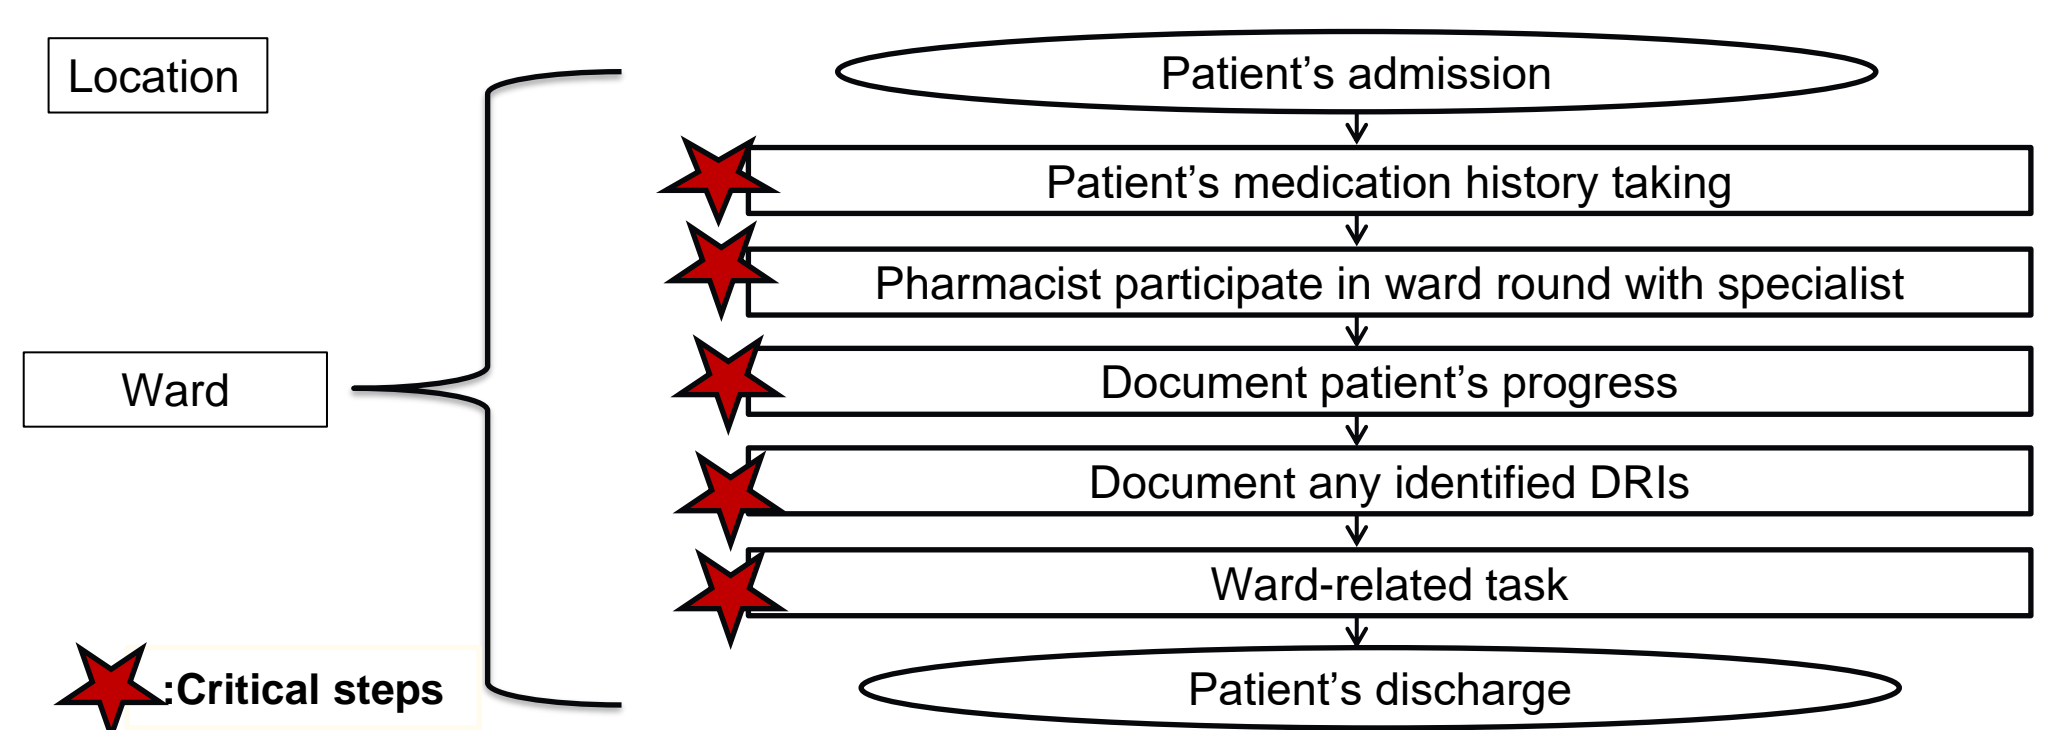 Location
Patient’s admission
Patient’s medication history taking
Pharmacist participate in ward round with specialist
Ward
Document patient’s progress
Document any identified DRIs
Ward-related task
:Critical steps
Patient’s discharge